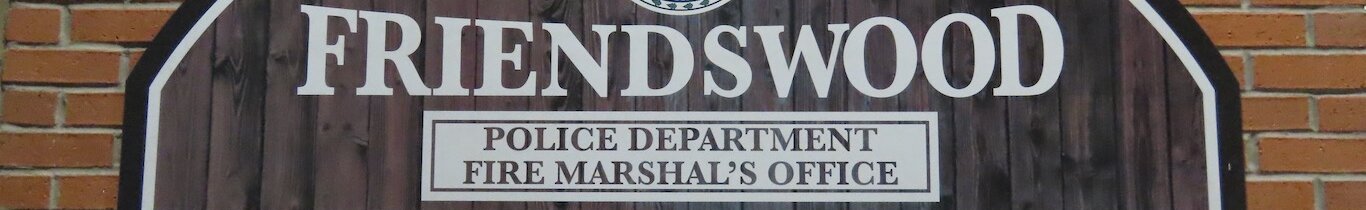 FRIENDSWOOD
POLICE DEPARTMENT
FIRE MARSHAL'S OFFICE